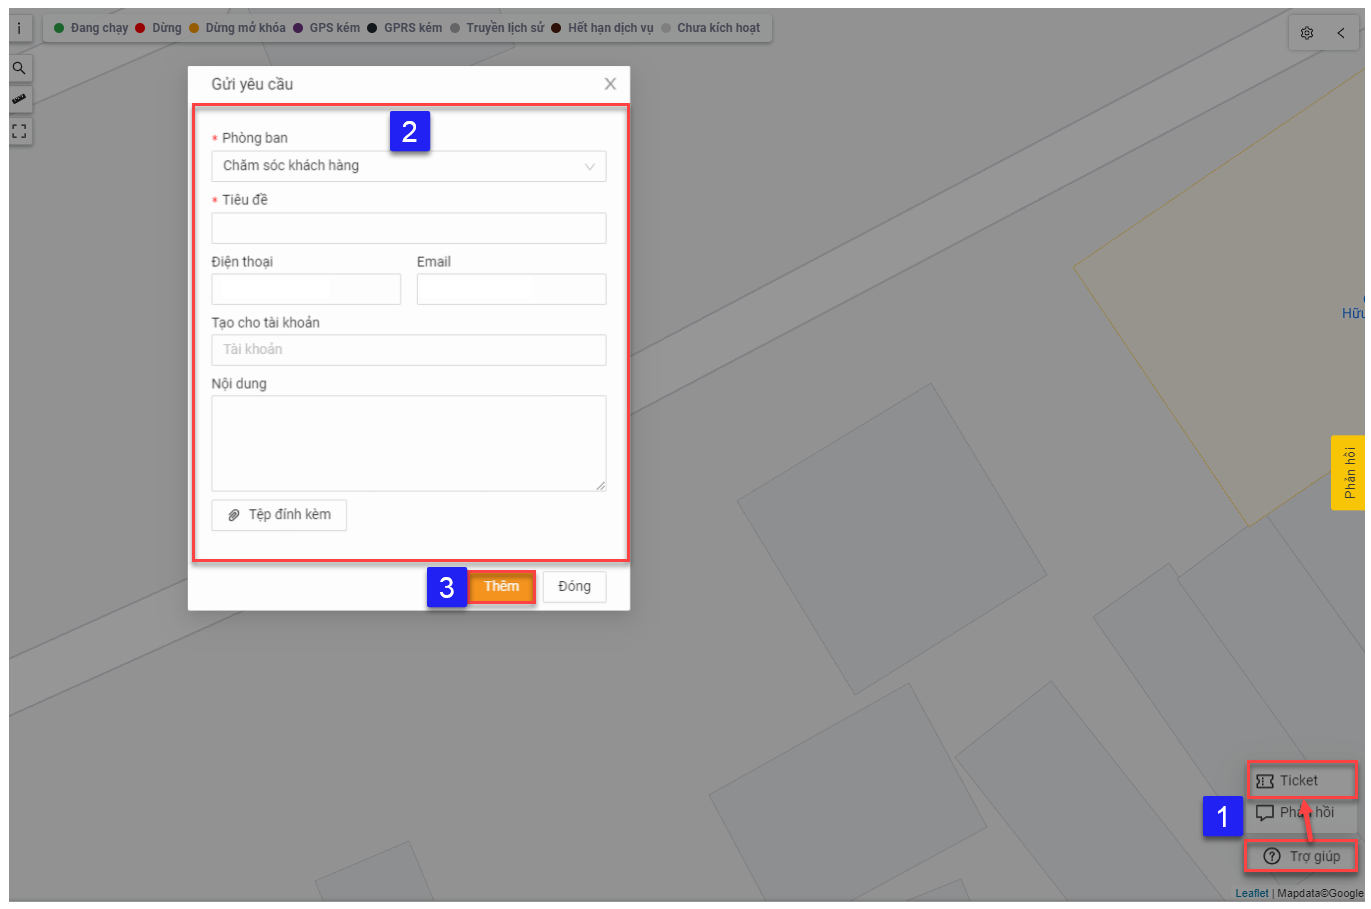 i
Đang chạy Dừng Dừng mở khóa GPS kém GPRS kém Truyền lịch sử Hết hạn dịch vụ Chưa kích hoạt
Gửi yêu cầu
2
* Phòng ban
Chăm sóc khách hàng
* Tiêu đề
Điện thoại Email
Tạo cho tài khoản
Tài khoản
Nội dung
Tệp đính kèm
3
Thêm Đóng
Hữu
Phản hồi
Ticket
1
Phản hồi
Trợ giúp
Leaflet | Mapdata©Google